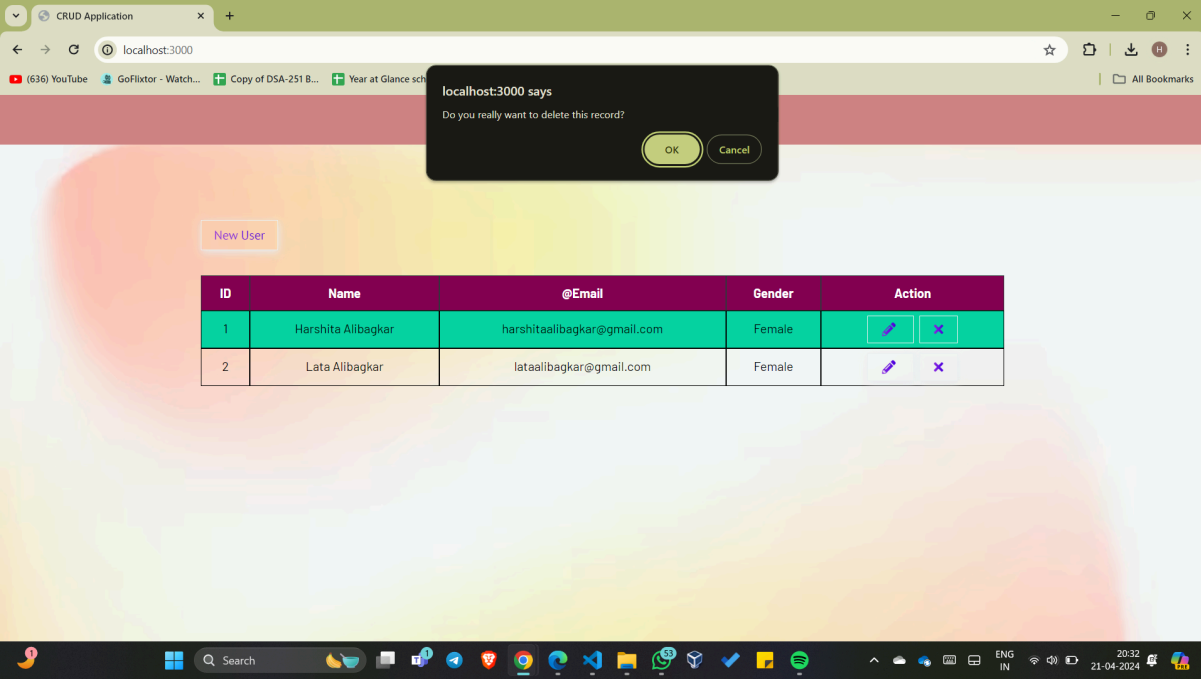 CRUD Application
localhost:3000
(636) YouTube
GoFlixtor - Watch...
Copy of DSA-251 B...
Year at Glance sch
All Bookmarks
H
localhost:3000 says
Do you really want to delete this record?
OK
Cancel
New User
ID Name @Email Gender Action
1 Harshita Alibagkar harshitaalibagkar@gmail.com Female
2 Lata Alibagkar lataalibagkar@gmail.com Female
1
Search
1
53
ENG
IN
20:32
21-04-2024
PRE